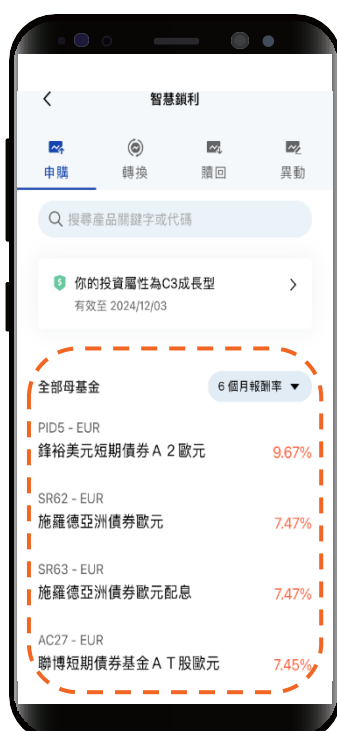 智慧鎖利
申購 轉換 贖回 異動
搜尋產品關鍵字或代碼
你的投資屬性為C3成長型
有效至 2024/12/03
全部母基金 6 個月報酬率
PID5 - EUR
鋒裕美元短期債券Ａ２歐元 9.67%
SR62 - EUR
施羅德亞洲債券歐元 7.47%
SR63 - EUR
施羅德亞洲債券歐元配息 7.47%
AC27 - EUR
聯博短期債券基金ＡＴ股歐元 7.45%